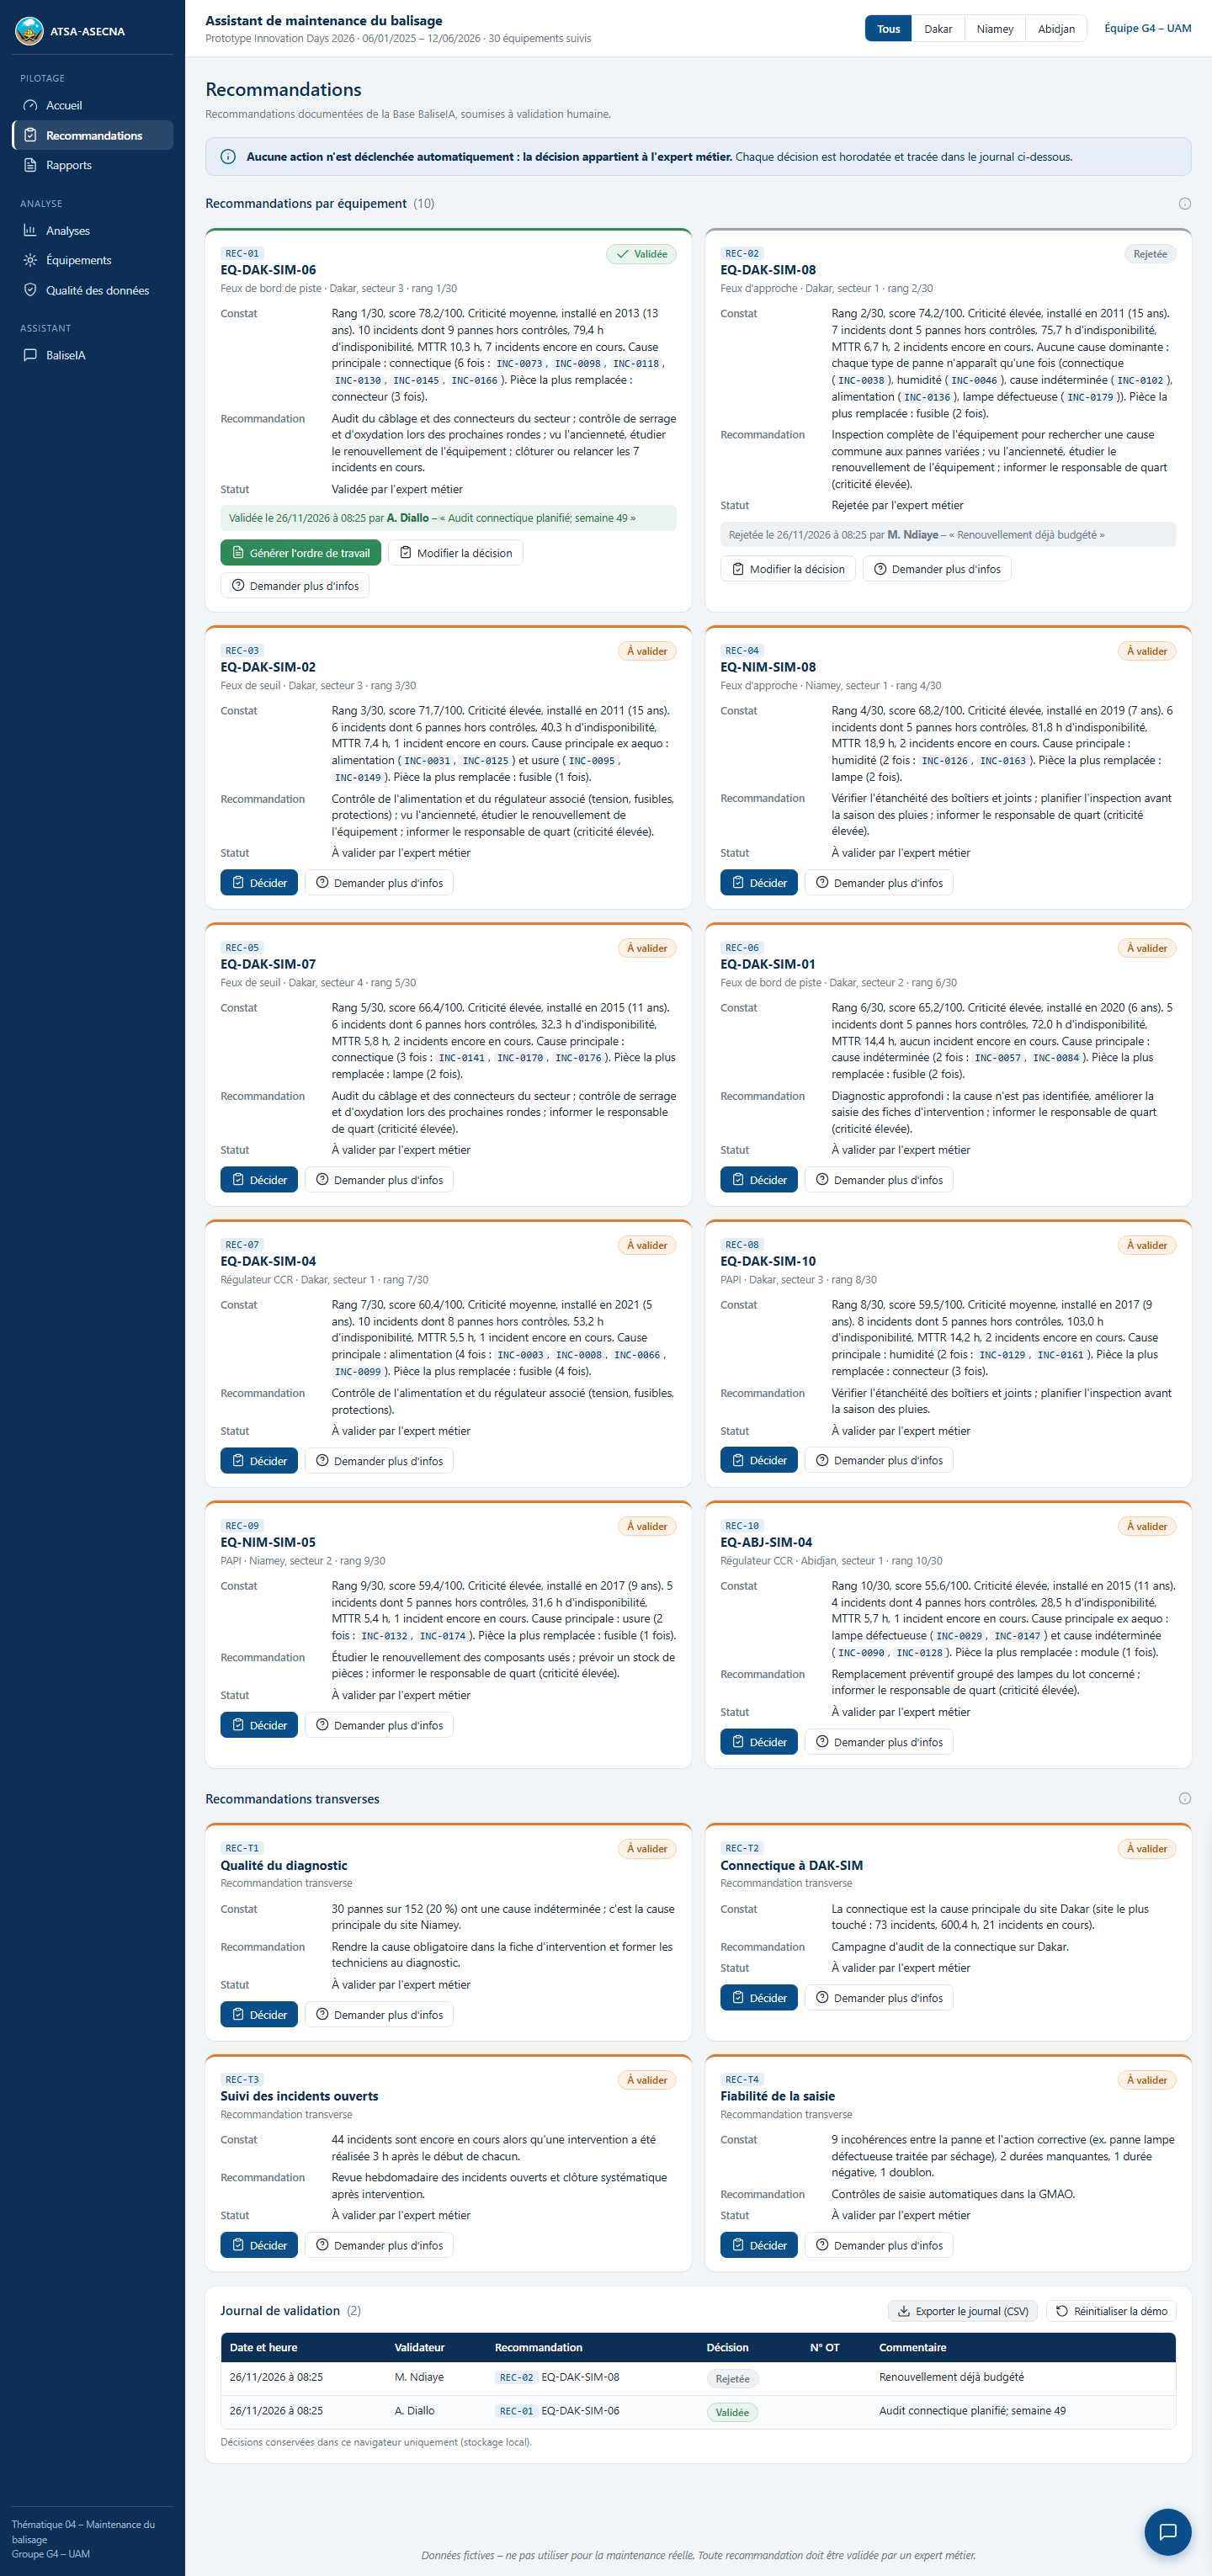 ATSA-ASECNA
PILOTAGE
Accueil
Recommandations
Rapports
ANALYSE
Analyses
Équipements
Qualité des données
ASSISTANT
BaliseIA
Thématique 04 – Maintenance du
balisage
Groupe G4 – UAM
Assistant de maintenance du balisage
Prototype Innovation Days 2026 · 06/01/2025 – 12/06/2026 · 30 équipements suivis
Tous Dakar Niamey Abidjan
Équipe G4 – UAM
Recommandations
Recommandations documentées de la Base BaliseIA, soumises à validation humaine.
Aucune action n'est déclenchée automatiquement : la décision appartient à l'expert métier. Chaque décision est horodatée et tracée dans le journal ci-dessous.
Recommandations par équipement (10)
REC-01
Validée
EQ-DAK-SIM-06
Feux de bord de piste · Dakar, secteur 3 · rang 1/30
Constat
Rang 1/30, score 78,2/100. Criticité moyenne, installé en 2013 (13
ans). 10 incidents dont 9 pannes hors contrôles, 79,4 h
d'indisponibilité, MTTR 10,3 h, 7 incidents encore en cours. Cause
principale : connectique (6 fois : INC-0073, INC-0098, INC-0118,
INC-0130, INC-0145, INC-0166). Pièce la plus remplacée :
connecteur (3 fois).
Recommandation
Audit du câblage et des connecteurs du secteur ; contrôle de serrage
et d'oxydation lors des prochaines rondes ; vu l'ancienneté, étudier
le renouvellement de l'équipement ; clôturer ou relancer les 7
incidents en cours.
Statut
Validée par l'expert métier
Validée le 26/11/2026 à 08:25 par A. Diallo – « Audit connectique planifié; semaine 49 »
Générer l'ordre de travail
Modifier la décision
Demander plus d'infos
REC-02
Rejetée
EQ-DAK-SIM-08
Feux d'approche · Dakar, secteur 1 · rang 2/30
Constat
Rang 2/30, score 74,2/100. Criticité élevée, installé en 2011 (15 ans).
7 incidents dont 5 pannes hors contrôles, 75,7 h d'indisponibilité,
MTTR 6,7 h, 2 incidents encore en cours. Aucune cause dominante :
chaque type de panne n'apparaît qu'une fois (connectique
(INC-0038), humidité (INC-0046), cause indéterminée (INC-0102),
alimentation (INC-0136), lampe défectueuse (INC-0179)). Pièce la
plus remplacée : fusible (2 fois).
Recommandation
Inspection complète de l'équipement pour rechercher une cause
commune aux pannes variées ; vu l'ancienneté, étudier le
renouvellement de l'équipement ; informer le responsable de quart
(criticité élevée).
Statut
Rejetée par l'expert métier
Rejetée le 26/11/2026 à 08:25 par M. Ndiaye – « Renouvellement déjà budgété »
Modifier la décision
Demander plus d'infos
REC-03
À valider
EQ-DAK-SIM-02
Feux de seuil · Dakar, secteur 3 · rang 3/30
Constat
Rang 3/30, score 71,7/100. Criticité élevée, installé en 2011 (15 ans).
6 incidents dont 6 pannes hors contrôles, 40,3 h d'indisponibilité,
MTTR 7,4 h, 1 incident encore en cours. Cause principale ex aequo :
alimentation (INC-0031, INC-0125) et usure (INC-0095,
INC-0149). Pièce la plus remplacée : fusible (1 fois).
Recommandation
Contrôle de l'alimentation et du régulateur associé (tension, fusibles,
protections) ; vu l'ancienneté, étudier le renouvellement de
l'équipement ; informer le responsable de quart (criticité élevée).
Statut
À valider par l'expert métier
Décider
Demander plus d'infos
REC-04
À valider
EQ-NIM-SIM-08
Feux d'approche · Niamey, secteur 1 · rang 4/30
Constat
Rang 4/30, score 68,2/100. Criticité élevée, installé en 2019 (7 ans). 6
incidents dont 5 pannes hors contrôles, 81,8 h d'indisponibilité,
MTTR 18,9 h, 2 incidents encore en cours. Cause principale :
humidité (2 fois : INC-0126, INC-0163). Pièce la plus remplacée :
lampe (2 fois).
Recommandation
Vérifier l'étanchéité des boîtiers et joints ; planifier l'inspection avant
la saison des pluies ; informer le responsable de quart (criticité
élevée).
Statut
À valider par l'expert métier
Décider
Demander plus d'infos
REC-05
À valider
EQ-DAK-SIM-07
Feux de seuil · Dakar, secteur 4 · rang 5/30
Constat
Rang 5/30, score 66,4/100. Criticité élevée, installé en 2015 (11 ans).
6 incidents dont 6 pannes hors contrôles, 32,3 h d'indisponibilité,
MTTR 5,8 h, 2 incidents encore en cours. Cause principale :
connectique (3 fois : INC-0141, INC-0170, INC-0176). Pièce la plus
remplacée : lampe (2 fois).
Recommandation
Audit du câblage et des connecteurs du secteur ; contrôle de serrage
et d'oxydation lors des prochaines rondes ; informer le responsable
de quart (criticité élevée).
Statut
À valider par l'expert métier
Décider
Demander plus d'infos
REC-06
À valider
EQ-DAK-SIM-01
Feux de bord de piste · Dakar, secteur 2 · rang 6/30
Constat
Rang 6/30, score 65,2/100. Criticité élevée, installé en 2020 (6 ans). 5
incidents dont 5 pannes hors contrôles, 72,0 h d'indisponibilité,
MTTR 14,4 h, aucun incident encore en cours. Cause principale :
cause indéterminée (2 fois : INC-0057, INC-0084). Pièce la plus
remplacée : fusible (2 fois).
Recommandation
Diagnostic approfondi : la cause n'est pas identifiée, améliorer la
saisie des fiches d'intervention ; informer le responsable de quart
(criticité élevée).
Statut
À valider par l'expert métier
Décider
Demander plus d'infos
REC-07
À valider
EQ-DAK-SIM-04
Régulateur CCR · Dakar, secteur 1 · rang 7/30
Constat
Rang 7/30, score 60,4/100. Criticité moyenne, installé en 2021 (5
ans). 10 incidents dont 8 pannes hors contrôles, 53,2 h
d'indisponibilité, MTTR 5,5 h, 1 incident encore en cours. Cause
principale : alimentation (4 fois : INC-0003, INC-0008, INC-0066,
INC-0099). Pièce la plus remplacée : fusible (4 fois).
Recommandation
Contrôle de l'alimentation et du régulateur associé (tension, fusibles,
protections).
Statut
À valider par l'expert métier
Décider
Demander plus d'infos
REC-08
À valider
EQ-DAK-SIM-10
PAPI · Dakar, secteur 3 · rang 8/30
Constat
Rang 8/30, score 59,5/100. Criticité moyenne, installé en 2017 (9
ans). 8 incidents dont 5 pannes hors contrôles, 103,0 h
d'indisponibilité, MTTR 14,2 h, 2 incidents encore en cours. Cause
principale : humidité (2 fois : INC-0129, INC-0161). Pièce la plus
remplacée : connecteur (3 fois).
Recommandation
Vérifier l'étanchéité des boîtiers et joints ; planifier l'inspection avant
la saison des pluies.
Statut
À valider par l'expert métier
Décider
Demander plus d'infos
REC-09
À valider
EQ-NIM-SIM-05
PAPI · Niamey, secteur 2 · rang 9/30
Constat
Rang 9/30, score 59,4/100. Criticité élevée, installé en 2017 (9 ans). 5
incidents dont 5 pannes hors contrôles, 31,6 h d'indisponibilité,
MTTR 5,4 h, 1 incident encore en cours. Cause principale : usure (2
fois : INC-0132, INC-0174). Pièce la plus remplacée : fusible (1 fois).
Recommandation
Étudier le renouvellement des composants usés ; prévoir un stock de
pièces ; informer le responsable de quart (criticité élevée).
Statut
À valider par l'expert métier
Décider
Demander plus d'infos
REC-10
À valider
EQ-ABJ-SIM-04
Régulateur CCR · Abidjan, secteur 1 · rang 10/30
Constat
Rang 10/30, score 55,6/100. Criticité élevée, installé en 2015 (11 ans).
4 incidents dont 4 pannes hors contrôles, 28,5 h d'indisponibilité,
MTTR 5,7 h, 1 incident encore en cours. Cause principale ex aequo :
lampe défectueuse (INC-0029, INC-0147) et cause indéterminée
(INC-0090, INC-0128). Pièce la plus remplacée : module (1 fois).
Recommandation
Remplacement préventif groupé des lampes du lot concerné ;
informer le responsable de quart (criticité élevée).
Statut
À valider par l'expert métier
Décider
Demander plus d'infos
Recommandations transverses
REC-T1
À valider
Qualité du diagnostic
Recommandation transverse
Constat
30 pannes sur 152 (20 %) ont une cause indéterminée ; c'est la cause
principale du site Niamey.
Recommandation
Rendre la cause obligatoire dans la fiche d'intervention et former les
techniciens au diagnostic.
Statut
À valider par l'expert métier
Décider
Demander plus d'infos
REC-T2
À valider
Connectique à DAK-SIM
Recommandation transverse
Constat
La connectique est la cause principale du site Dakar (site le plus
touché : 73 incidents, 600,4 h, 21 incidents en cours).
Recommandation
Campagne d'audit de la connectique sur Dakar.
Statut
À valider par l'expert métier
Décider
Demander plus d'infos
REC-T3
À valider
Suivi des incidents ouverts
Recommandation transverse
Constat
44 incidents sont encore en cours alors qu'une intervention a été
réalisée 3 h après le début de chacun.
Recommandation
Revue hebdomadaire des incidents ouverts et clôture systématique
après intervention.
Statut
À valider par l'expert métier
Décider
Demander plus d'infos
REC-T4
À valider
Fiabilité de la saisie
Recommandation transverse
Constat
9 incohérences entre la panne et l'action corrective (ex. panne lampe
défectueuse traitée par séchage), 2 durées manquantes, 1 durée
négative, 1 doublon.
Recommandation
Contrôles de saisie automatiques dans la GMAO.
Statut
À valider par l'expert métier
Décider
Demander plus d'infos
Journal de validation (2)
Exporter le journal (CSV)
Réinitialiser la démo
Date et heure Validateur Recommandation Décision N° OT Commentaire
26/11/2026 à 08:25 M. Ndiaye REC-02 EQ-DAK-SIM-08 Rejetée Renouvellement déjà budgété
26/11/2026 à 08:25 A. Diallo REC-01 EQ-DAK-SIM-06 Validée Audit connectique planifié; semaine 49
Décisions conservées dans ce navigateur uniquement (stockage local).
Données fictives – ne pas utiliser pour la maintenance réelle. Toute recommandation doit être validée par un expert métier.